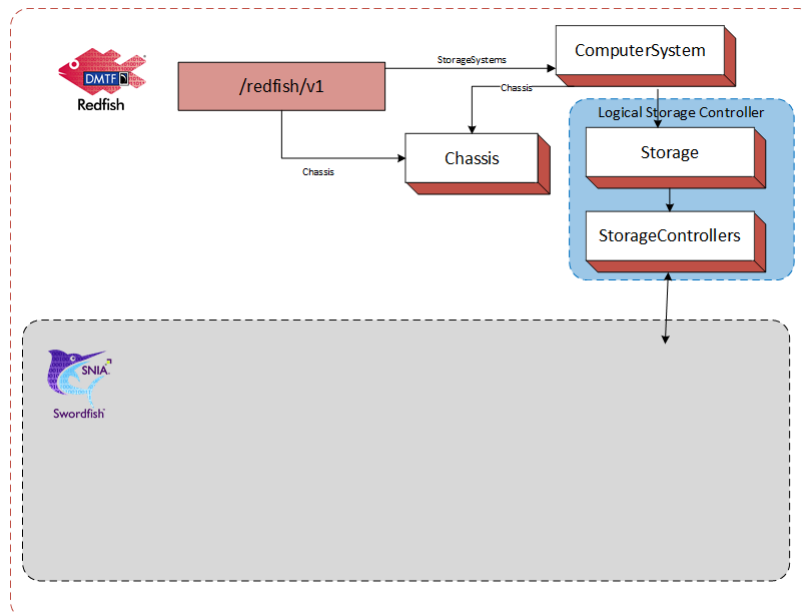 DMTF
Redfish
/redfish/v1
StorageSystems
ComputerSystem
Chassis
Chassis
Chassis
Logical Storage Controller
Storage
StorageControllers
SNIA
Swordfish